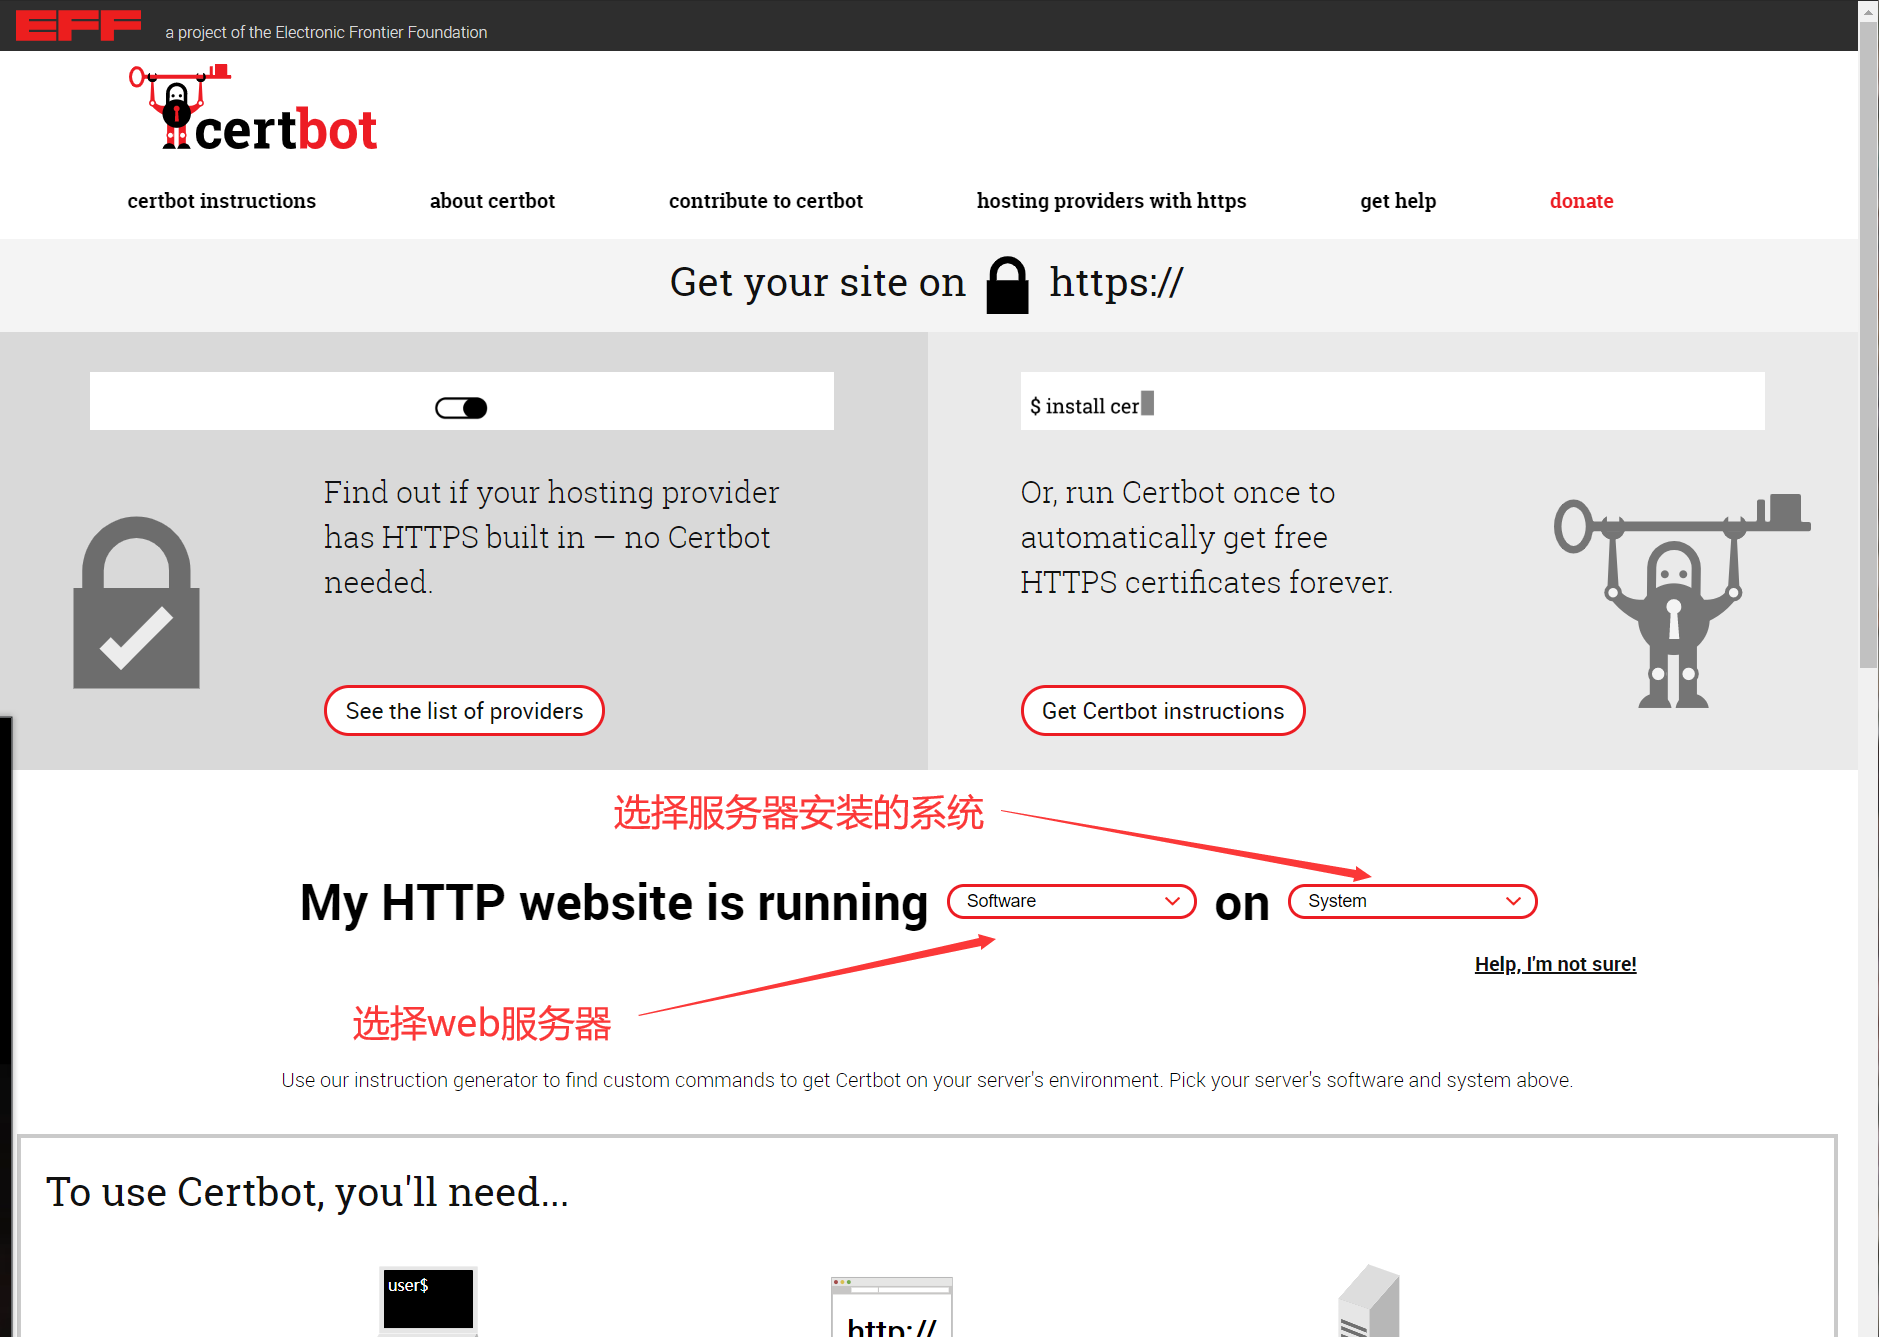 EFF a project of the Electronic Frontier Foundation
certbot
certbot instructions about certbot contribute to certbot hosting providers with https get help donate
Get your site on https://
$ install cer
Find out if your hosting provider
has HTTPS built in — no Certbot
needed.
See the list of providers
Or, run Certbot once to
automatically get free
HTTPS certificates forever.
Get Certbot instructions
选择服务器安装的系统
My HTTP website is running Software on System
Help, I'm not sure!
选择web服务器
Use our instruction generator to find custom commands to get Certbot on your server's environment. Pick your server's software and system above.
To use Certbot, you'll need...
user$
http://